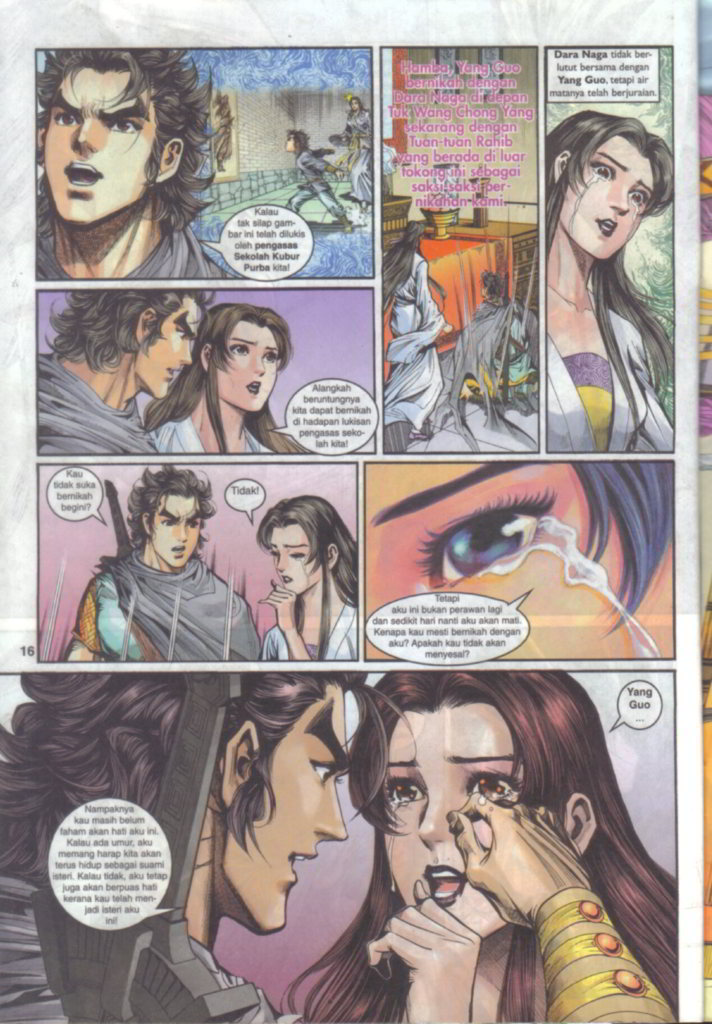 Kalau
tak silap gam-
bar ini telah dilukis
oleh pengasas
Sekolah Kubur
Purba kita!
Hamba, Yang Guo
bernikah dengan
Dara Naga di depan
Tuk Wang Chong Yang
sekarang dengan
Tuan-tuan Rahib
yang berada di luar
tokong ini sebagai
saksi-saksi per-
nikahan kami.
Dara Naga tidak ber-
lutut bersama dengan
Yang Guo, tetapi air
matanya telah berjuraian.
Alangkah
beruntungnya
kita dapat bernikah
di hadapan lukisan
pengasas seko-
lah kita!
Kau
tidak suka
bernikah
begini?
Tidak!
Tetapi
aku ini bukan perawan lagi
dan sedikit hari nanti aku akan mati.
Kenapa kau mesti bernikah dengan
aku? Apakah kau tidak akan
menyesal?
16
Yang
Guo
...
Nampaknya
kau masih belum
faham akan hati aku ini.
Kalau ada umur, aku
memang harap kita akan
terus hidup sebagai suami
isteri. Kalau tidak, aku tetap
juga akan berpuas hati
kerana kau telah men-
jadi isteri aku
ini!